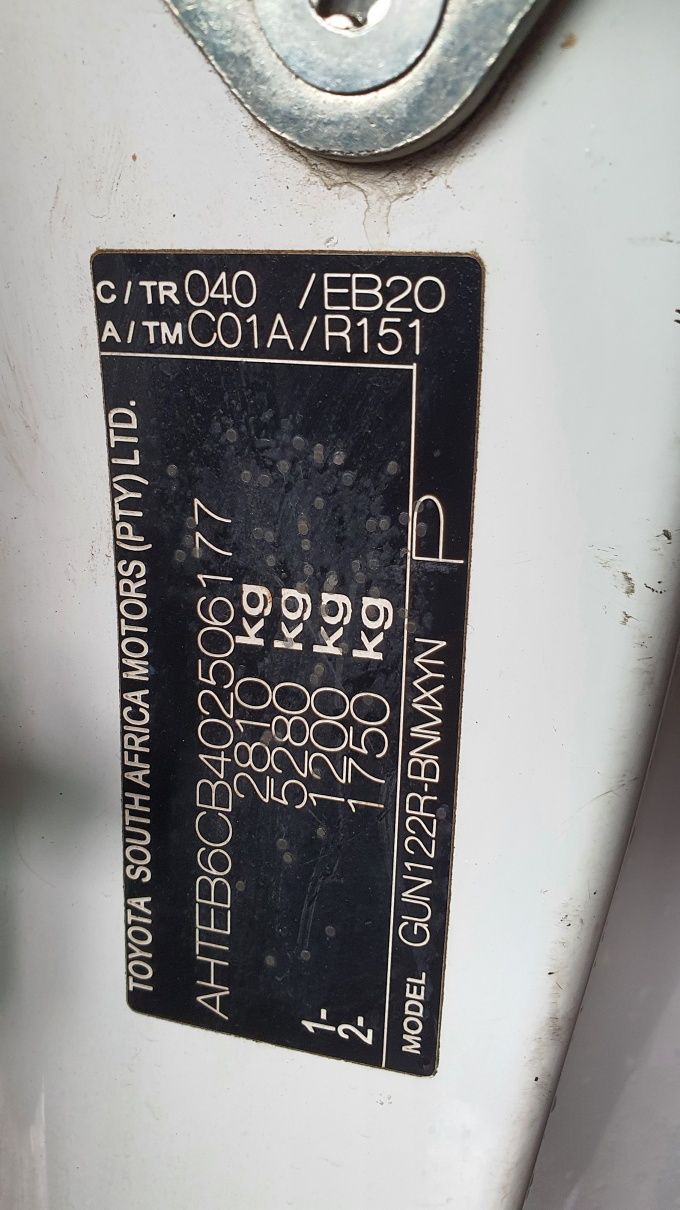 C/TR 040 /EB20
A/TM C01A/R151
TOYOTA SOUTH AFRICA MOTORS (PTY) LTD.
AHTEB6CB402506177
2810 kg
5280 kg
1- 1200 kg
2- 1750 kg
MODEL GUN122R-BNMXYN P